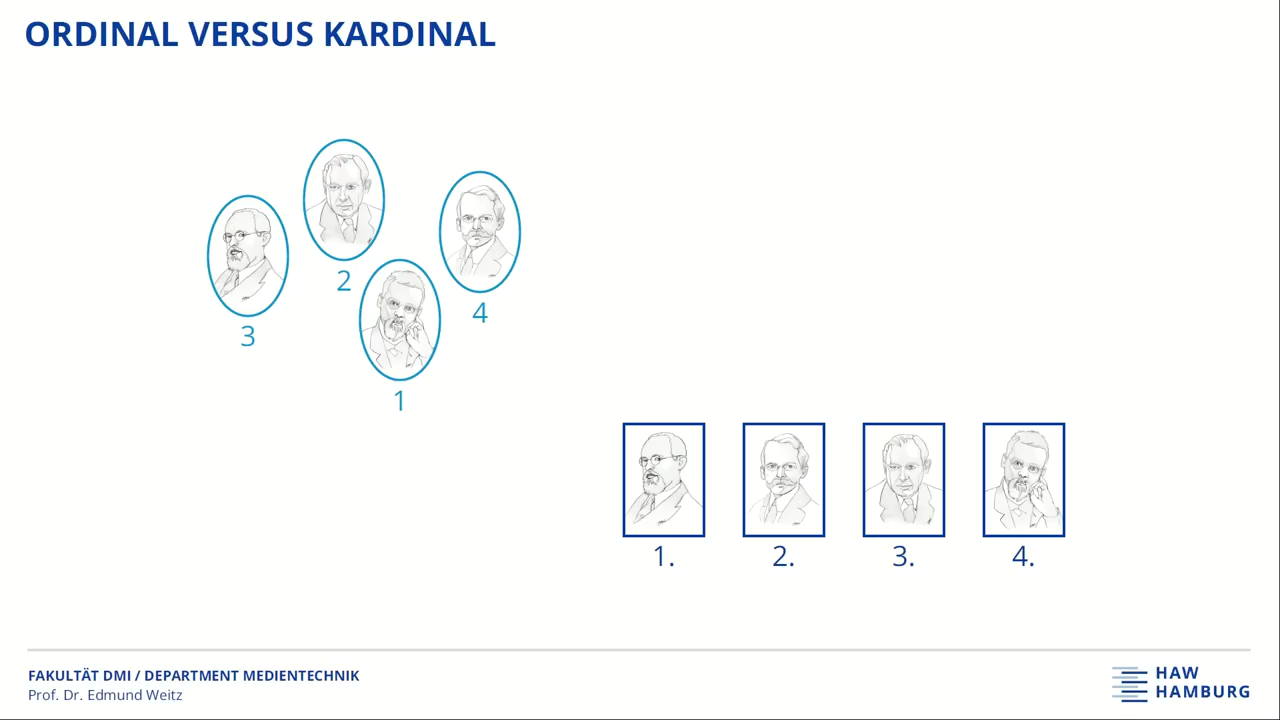 ORDINAL VERSUS KARDINAL
2
4
3
1
1.
2.
3.
4.
FAKULTÄT DMI / DEPARTMENT MEDIENTECHNIK
Prof. Dr. Edmund Weitz
HAW
HAMBURG